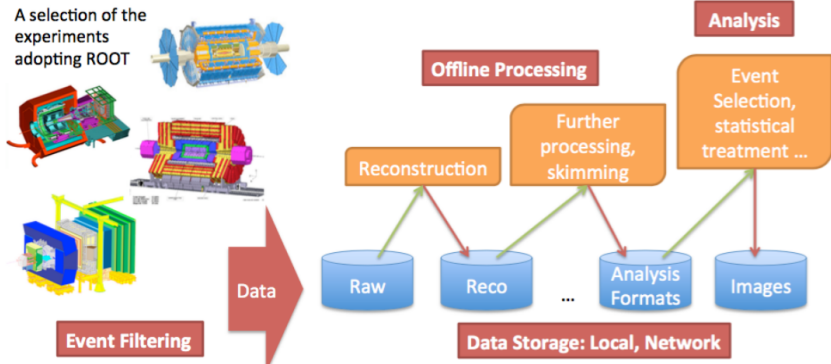 A selection of the
experiments
adopting ROOT
Event Filtering
Data
Offline Processing
Analysis
Reconstruction
Further
processing,
skimming
Event
Selection,
statistical
treatment ...
Raw
Reco
...
Analysis
Formats
Images
Data Storage: Local, Network